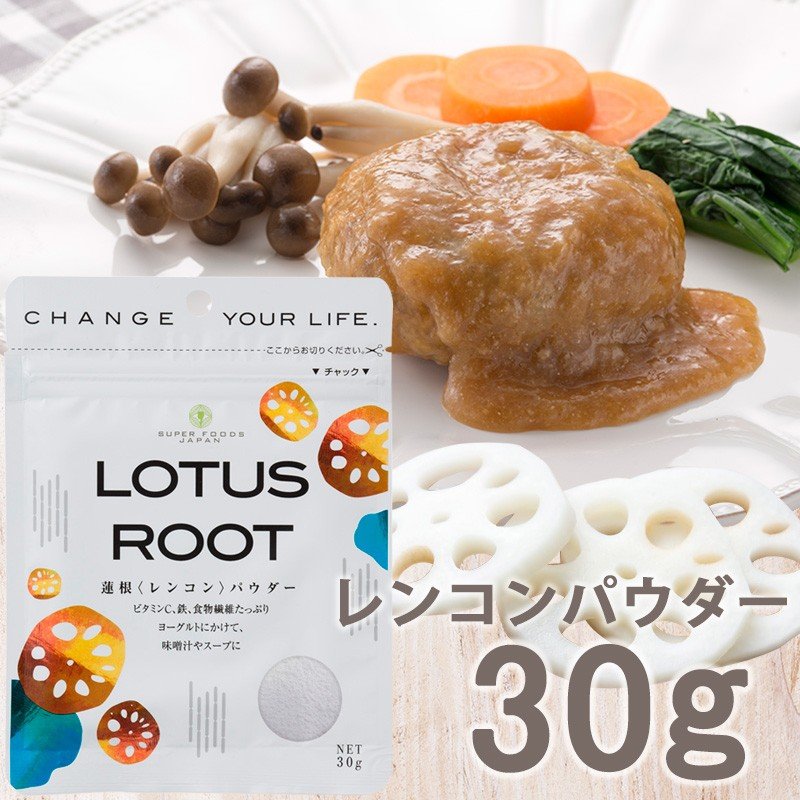 CHANGE YOUR LIFE.
ここからお切りください。
▼ チャック ▼
SUPER FOODS
JAPAN
LOTUS
ROOT
蓮根〈レンコン〉パウダー
ビタミンC、鉄、食物繊維たっぷり
ヨーグルトにかけて、
味噌汁やスープに
NET
30g
レンコンパウダー
30g